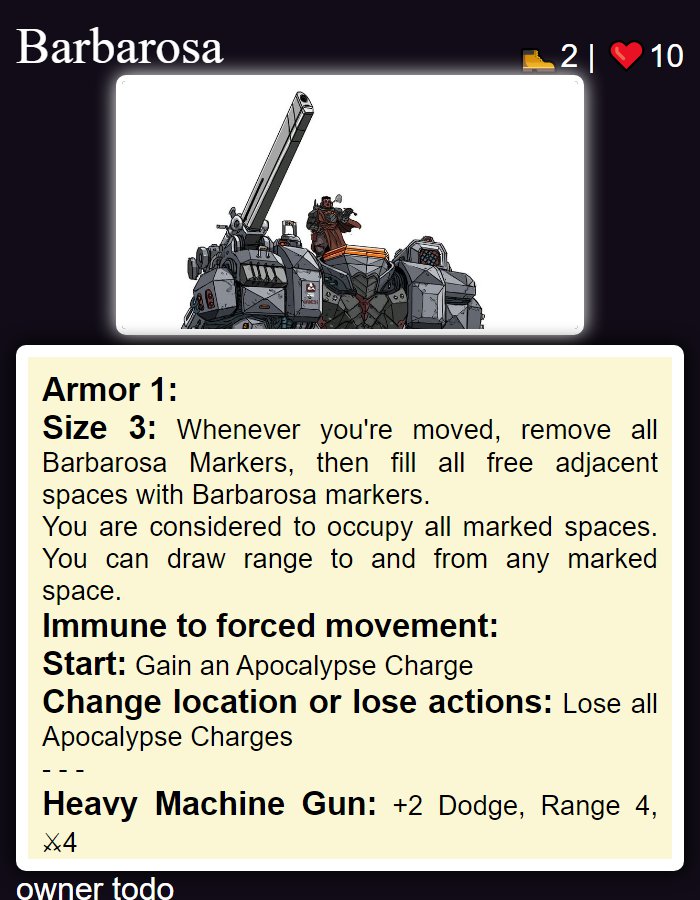 Barbarosa
🥾2 | ❤️10
Armor 1:
Size 3: Whenever you're moved, remove all
Barbarosa Markers, then fill all free adjacent
spaces with Barbarosa markers.
You are considered to occupy all marked spaces.
You can draw range to and from any marked
space.
Immune to forced movement:
Start: Gain an Apocalypse Charge
Change location or lose actions: Lose all
Apocalypse Charges
- - -
Heavy Machine Gun: +2 Dodge, Range 4,
⚔4
owner todo